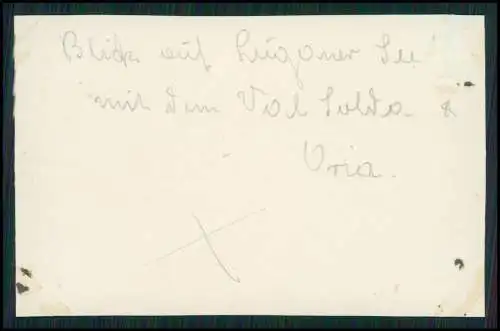 Blick auf Luganer See
mit dem Val Solda &
Oria.